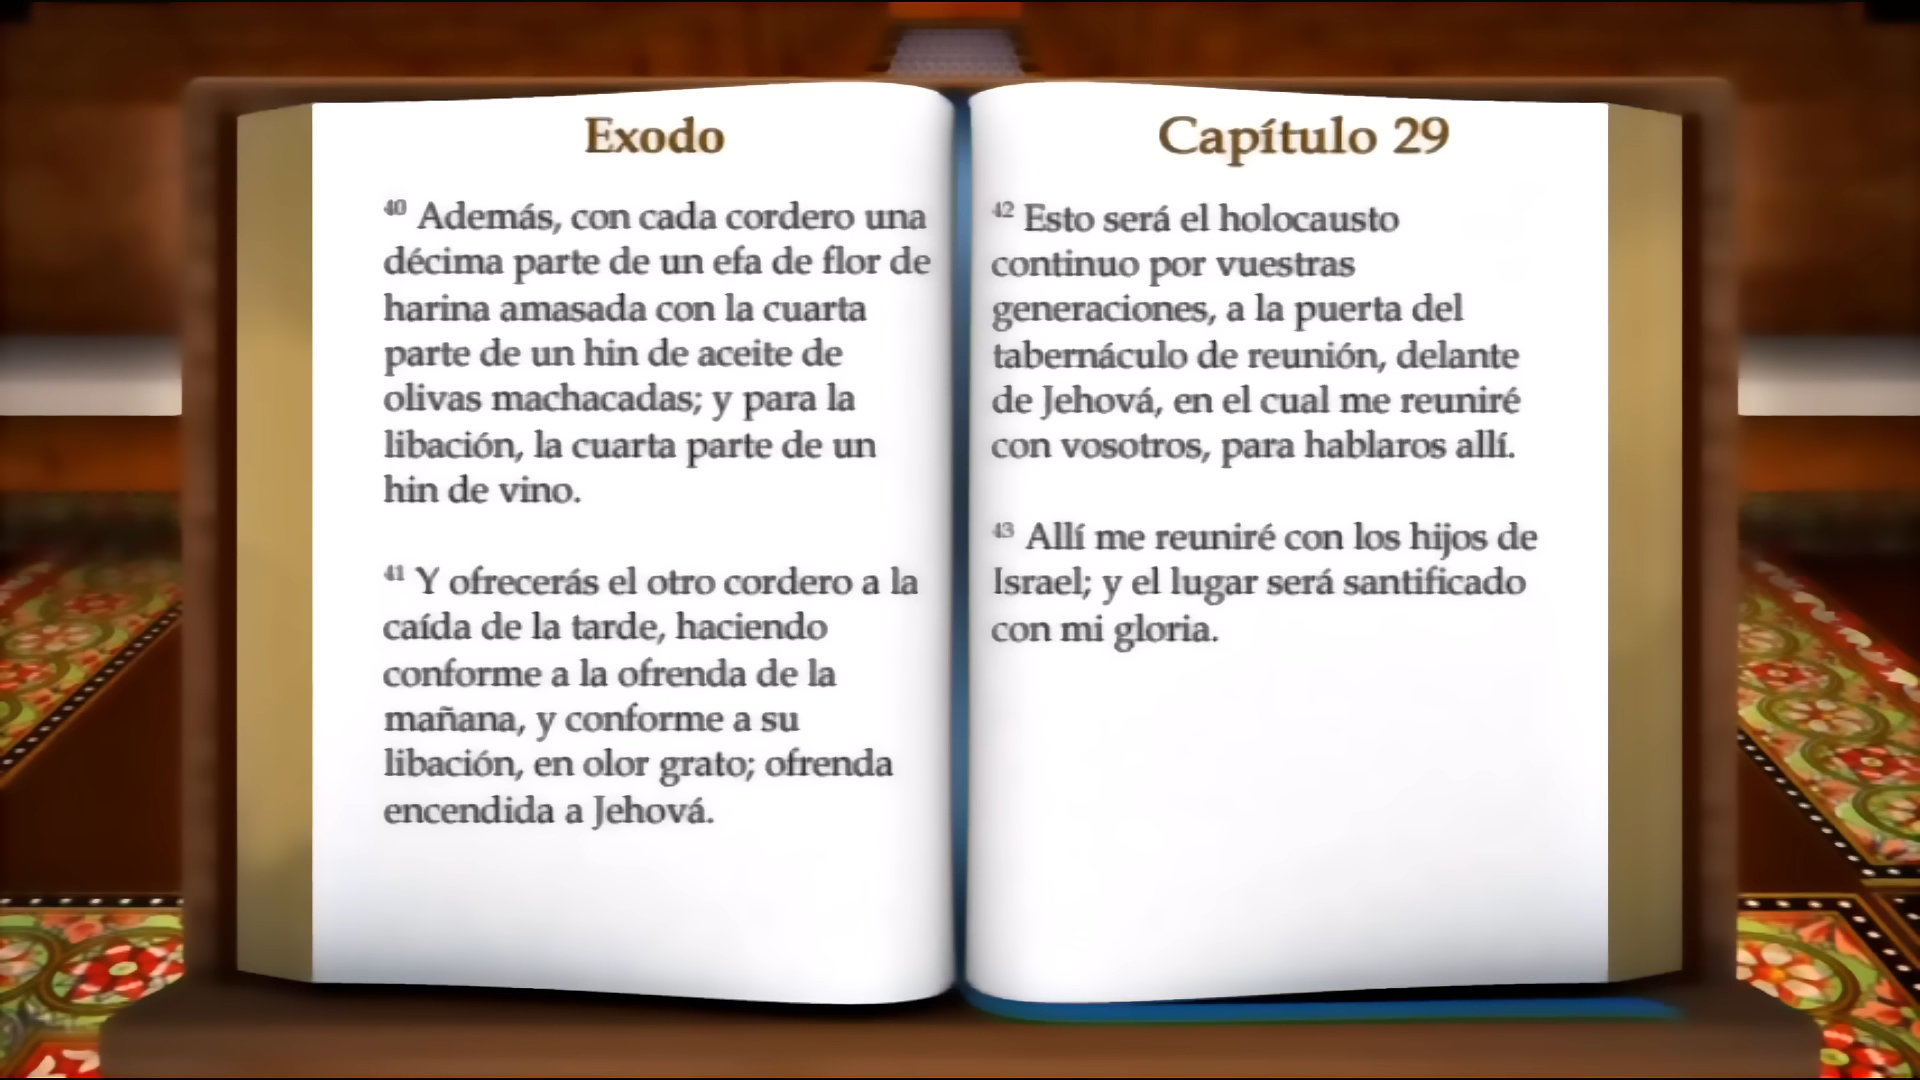 Exodo
40 Además, con cada cordero una
décima parte de un efa de flor de
harina amasada con la cuarta
parte de un hin de aceite de
olivas machacadas; y para la
libación, la cuarta parte de un
hin de vino.
41 Y ofrecerás el otro cordero a la
caída de la tarde, haciendo
conforme a la ofrenda de la
mañana, y conforme a su
libación, en olor grato; ofrenda
encendida a Jehová.
Capítulo 29
42 Esto será el holocausto
continuo por vuestras
generaciones, a la puerta del
tabernáculo de reunión, delante
de Jehová, en el cual me reuniré
con vosotros, para hablaros allí.
43 Allí me reuniré con los hijos de
Israel; y el lugar será santificado
con mi gloria.